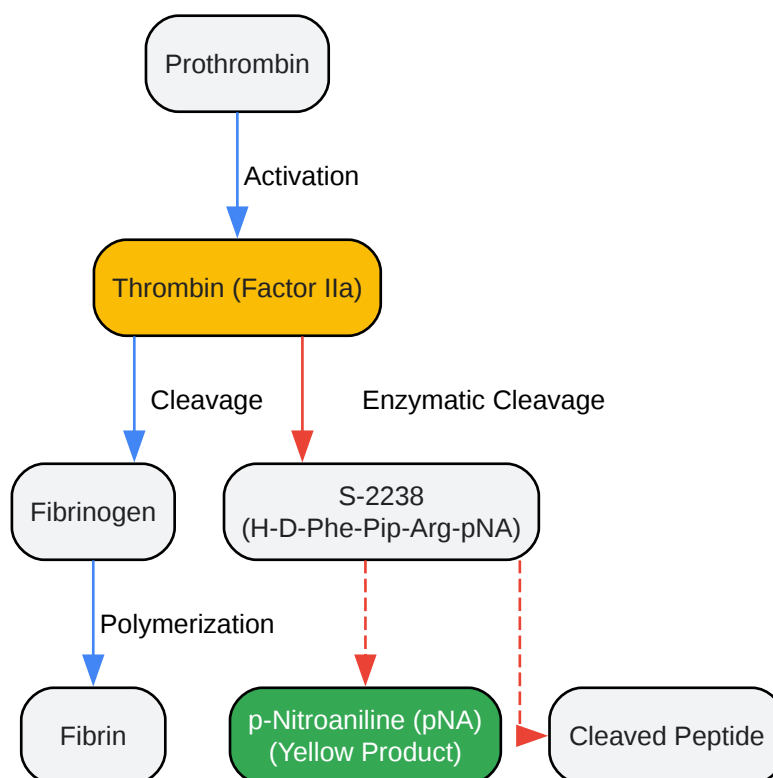 Prothrombin
Activation
Thrombin (Factor IIa)
Cleavage
Enzymatic Cleavage
Fibrinogen
S-2238
(H-D-Phe-Pip-Arg-pNA)
Polymerization
Fibrin
p-Nitroaniline (pNA)
(Yellow Product)
Cleaved Peptide